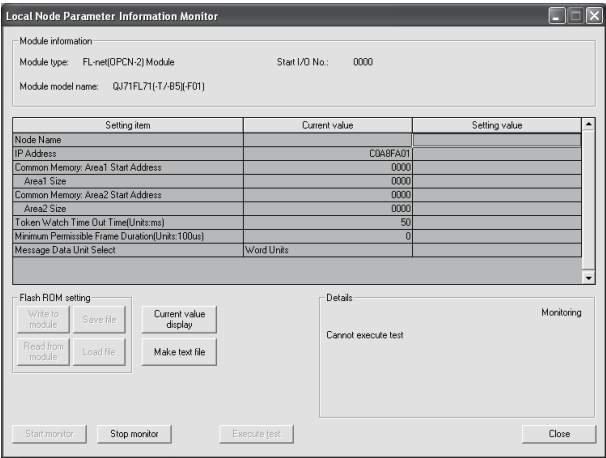 Local Node Parameter Information Monitor
Module information
Module type: FL-net(OPCN-2) Module Start I/O No.: 0000
Module model name: QJ71FL71(-T/-B5)(-F01)
Setting item Current value Setting value
Node Name
IP Address C0A8FA01
Common Memory: Area1 Start Address 0000
Area1 Size 0000
Common Memory: Area2 Start Address 0000
Area2 Size 0000
Token Watch Time Out Time(Units:ms) 50
Minimum Permissible Frame Duration(Units:100us) 0
Message Data Unit Select Word Units
Flash ROM setting
Write to module
Save file
Current value display
Read from module
Load file
Make text file
Details
Monitoring
Cannot execute test
Start monitor Stop monitor Execute test Close